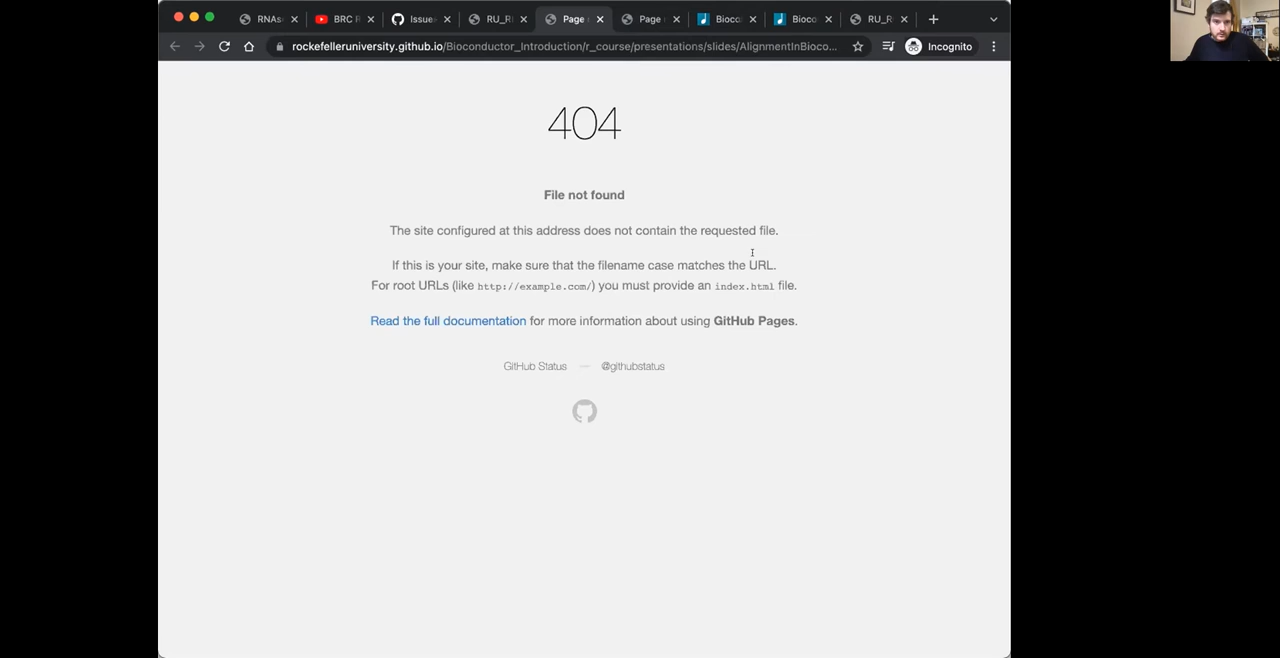 RNAs
BRC R
Issue
RU_R
Page
Page
Bioco
Bioco
RU_R
rockefelleruniversity.github.io/Bioconductor_Introduction/r_course/presentations/slides/AlignmentInBioco...
Incognito
404
File not found
The site configured at this address does not contain the requested file.
If this is your site, make sure that the filename case matches the URL.
For root URLs (like http://example.com/) you must provide an index.html file.
Read the full documentation for more information about using GitHub Pages.
GitHub Status — @githubstatus